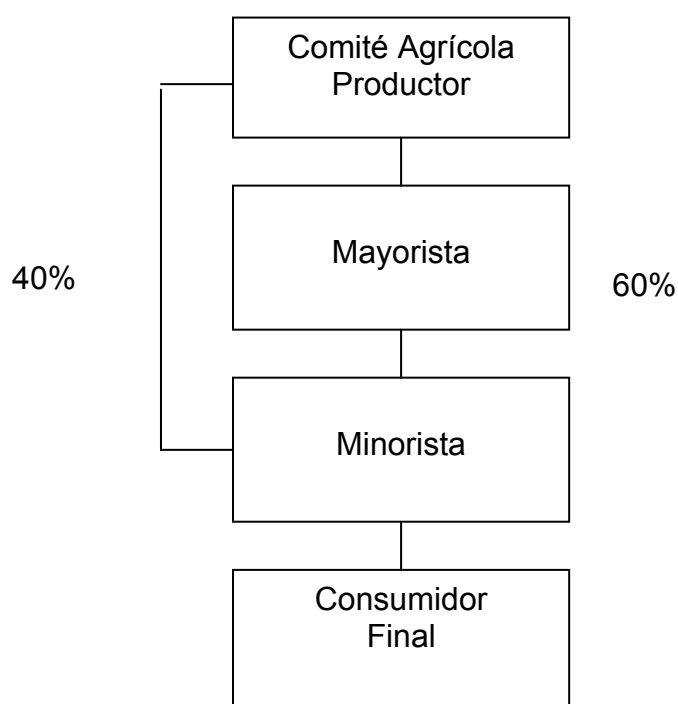 Comité Agrícola
Productor
Mayorista
40%
60%
Minorista
Consumidor
Final